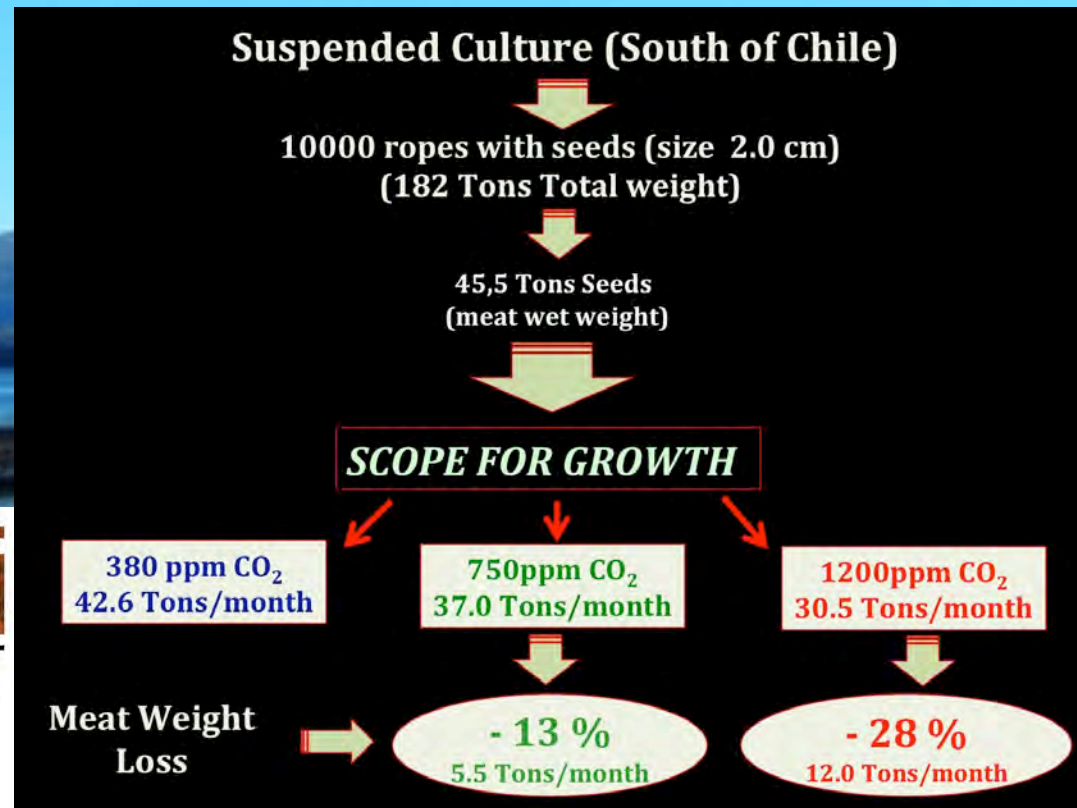 Suspended Culture (South of Chile)
10000 ropes with seeds (size 2.0 cm)
(182 Tons Total weight)
45,5 Tons Seeds
(meat wet weight)
SCOPE FOR GROWTH
380 ppm CO₂
42.6 Tons/month
750ppm CO₂
37.0 Tons/month
1200ppm CO₂
30.5 Tons/month
Meat Weight
Loss
- 13 %
5.5 Tons/month
- 28 %
12.0 Tons/month